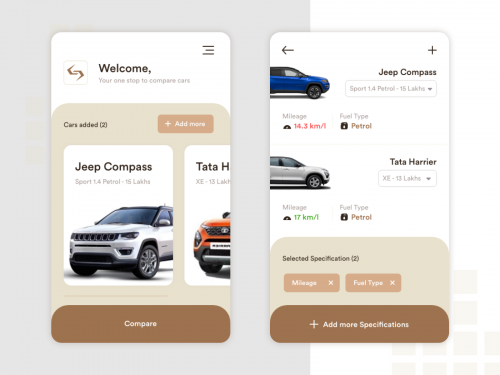 Welcome,
Your one stop to compare cars
Cars added (2)
+ Add more
Jeep Compass
Sport 1.4 Petrol - 15 Lakhs
Tata H
XE - 13 Lakhs
Compare
Jeep Compass
Sport 1.4 Petrol - 15 Lakhs
Mileage
Fuel Type
14.3 km/l
Petrol
Tata Harrier
XE - 13 Lakhs
Mileage
Fuel Type
17 km/l
Petrol
Selected Specification (2)
Mileage ×
Fuel Type ×
+ Add more Specifications